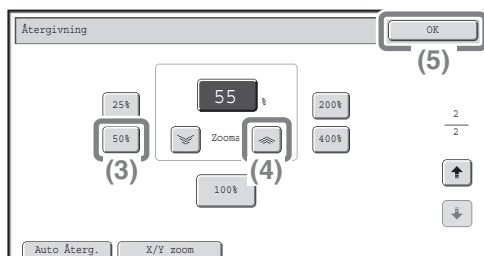 Återgivning
OK
(5)
55 %
25%
200%
50%
Zooma
400%
(3)
(4)
100%
2
2
Auto Återg.
X/Y zoom